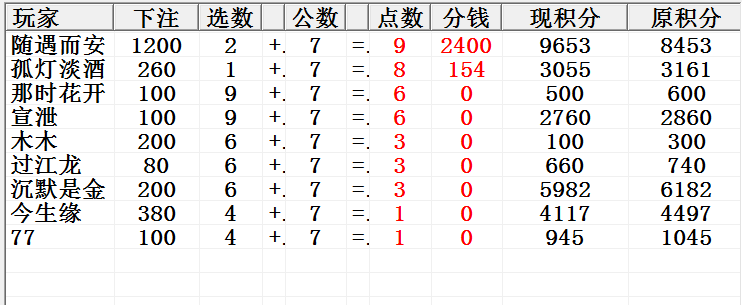 玩家 下注 选数 公数 点数 分钱 现积分 原积分
随遇而安 1200 2 +. 7 =. 9 2400 9653 8453
孤灯淡酒 260 1 +. 7 =. 8 154 3055 3161
那时花开 100 9 +. 7 =. 6 0 500 600
宣泄 100 9 +. 7 =. 6 0 2760 2860
木木 200 6 +. 7 =. 3 0 100 300
过江龙 80 6 +. 7 =. 3 0 660 740
沉默是金 200 6 +. 7 =. 3 0 5982 6182
今生缘 380 4 +. 7 =. 1 0 4117 4497
77 100 4 +. 7 =. 1 0 945 1045